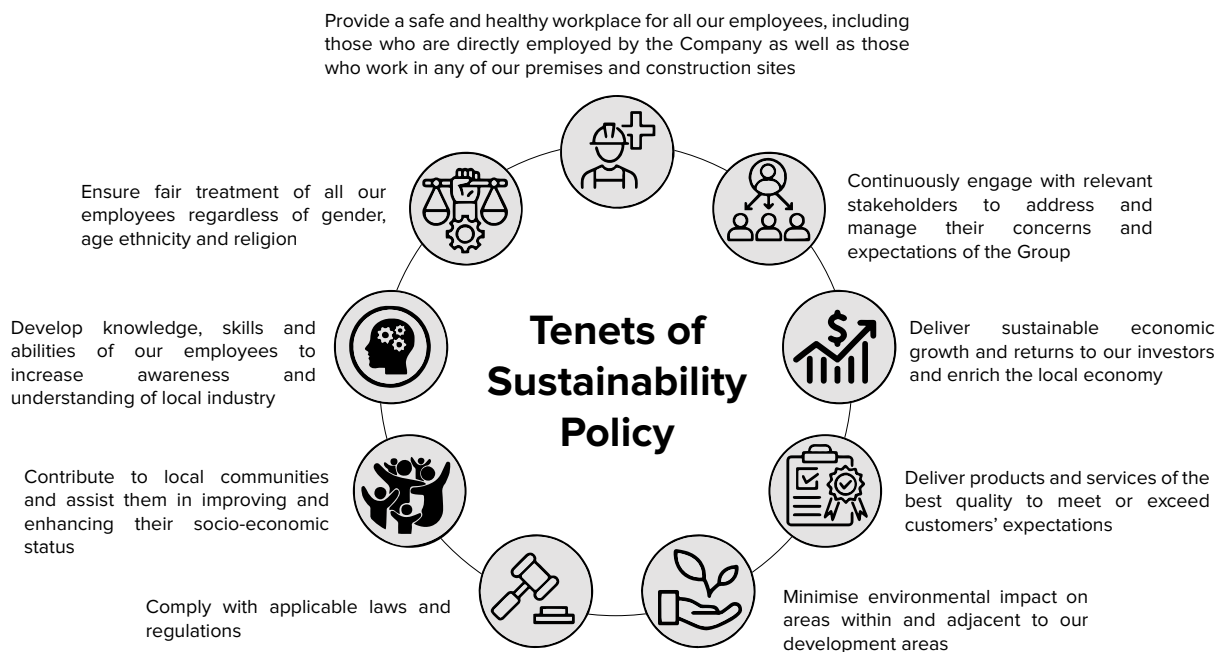 Provide a safe and healthy workplace for all our employees, including
those who are directly employed by the Company as well as those
who work in any of our premises and construction sites
Ensure fair treatment of all our
employees regardless of gender,
age ethnicity and religion
Continuously engage with relevant
stakeholders to address and
manage their concerns and
expectations of the Group
Develop knowledge, skills and
abilities of our employees to
increase awareness and
understanding of local industry
Tenets of
Sustainability
Policy
$
Deliver sustainable economic
growth and returns to our investors
and enrich the local economy
Contribute to local communities
and assist them in improving and
enhancing their socio-economic
status
Deliver products and services of the
best quality to meet or exceed
customers’ expectations
Comply with applicable laws and
regulations
Minimise environmental impact on
areas within and adjacent to our
development areas